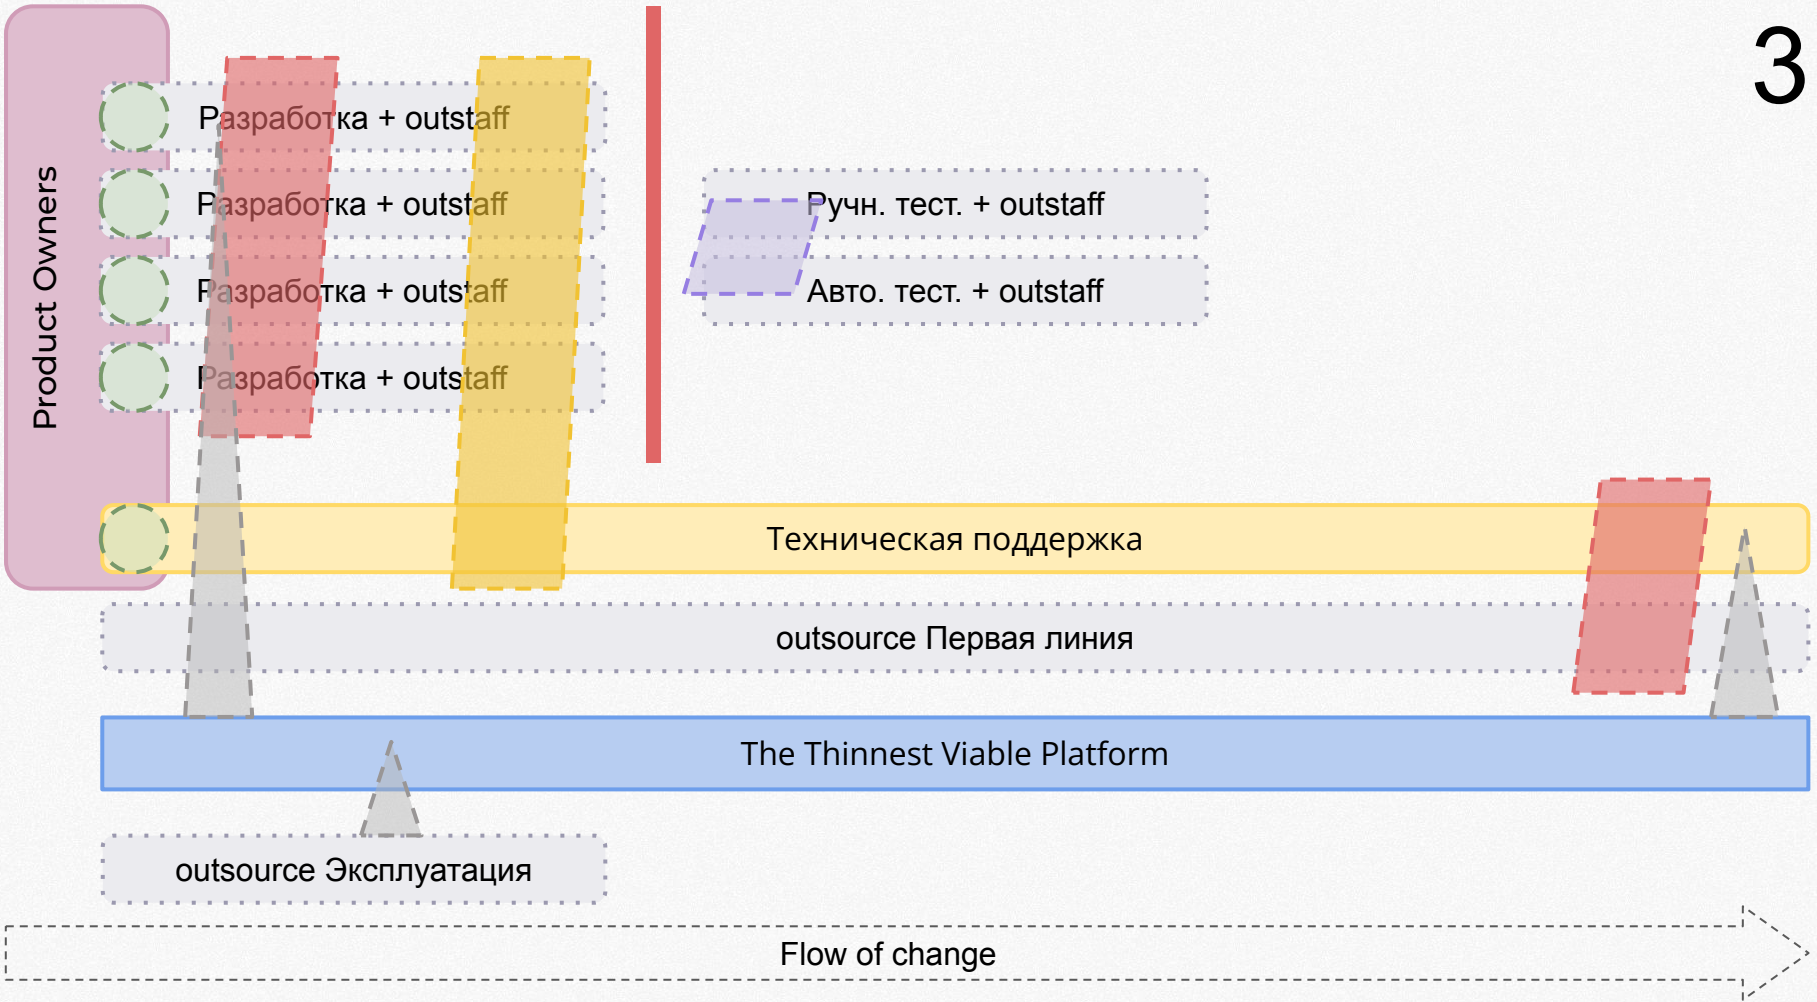 3
Product Owners
Разработка + outstaff
Разработка + outstaff
Разработка + outstaff
Разработка + outstaff
Ручн. тест. + outstaff
Авто. тест. + outstaff
Техническая поддержка
outsource Первая линия
The Thinnest Viable Platform
outsource Эксплуатация
Flow of change